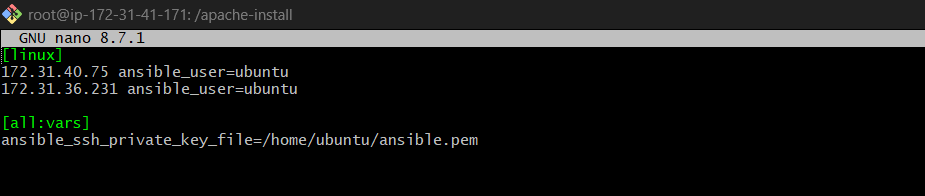 root@ip-172-31-41-171: /apache-install
GNU nano 8.7.1
[linux]
172.31.40.75 ansible_user=ubuntu
172.31.36.231 ansible_user=ubuntu
[all:vars]
ansible_ssh_private_key_file=/home/ubuntu/ansible.pem